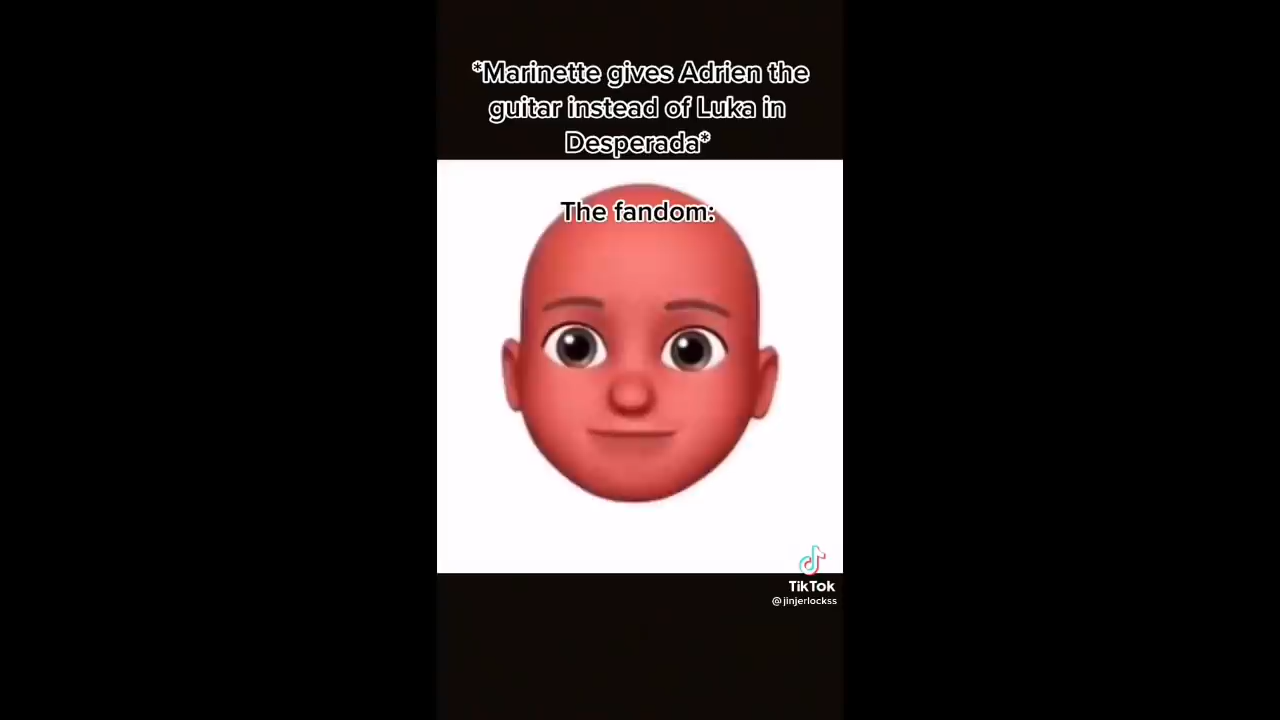 *Marinette gives Adrien the
guitar instead of Luka in
Desperada*
The fandom:
TikTok
@jinjerlockss